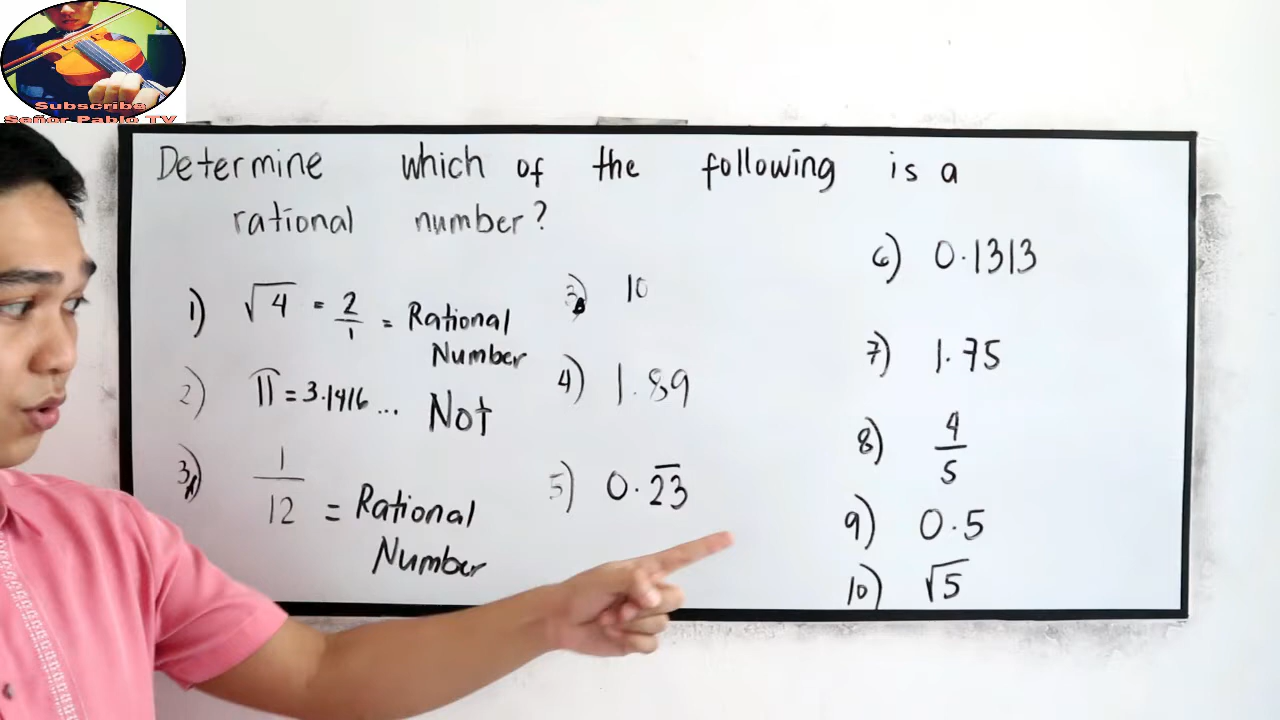 Subscribe
Señor Pablo TV
Determine which of the following is a
rational number?
1) √4 = 2/1 = Rational
Number
2) π = 3.1416... Not
3)A 1/12 = Rational
Number
3)B 10
4) 1.89
5) 0.2̅3̅
6) 0.1313
7) 1.75
8) 4/5
9) 0.5
10) √5